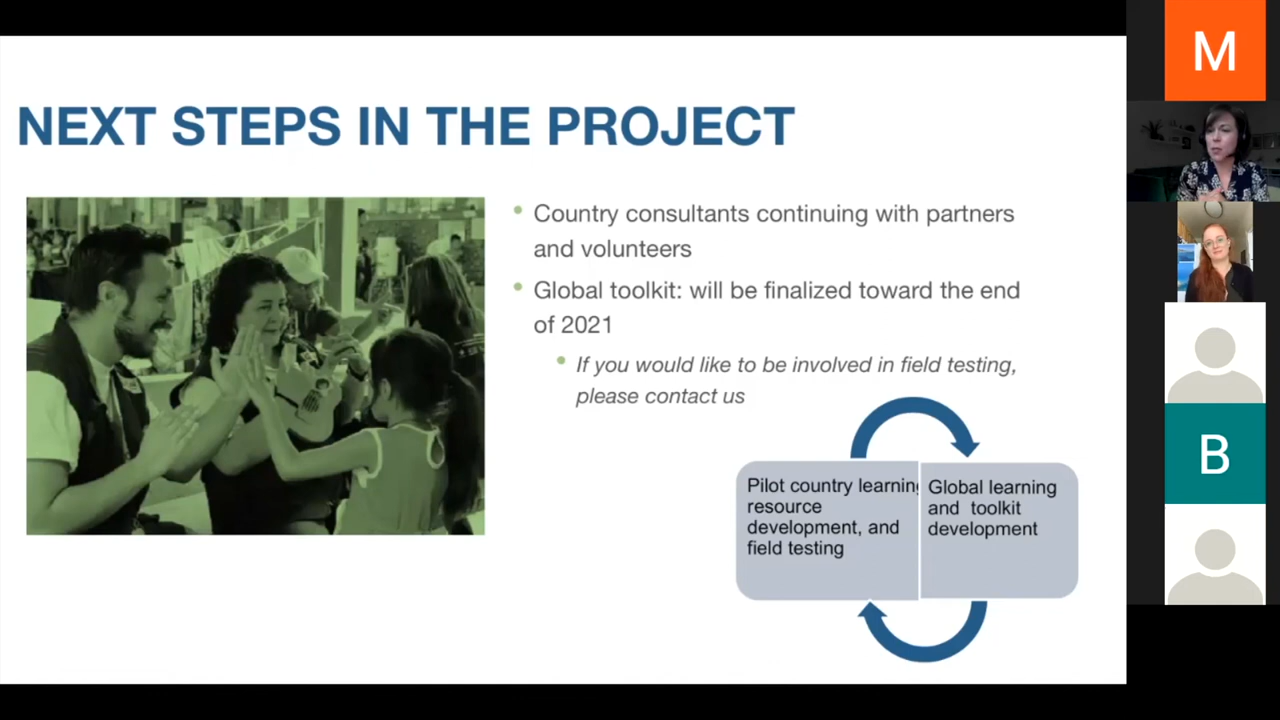 NEXT STEPS IN THE PROJECT
Country consultants continuing with partners
and volunteers
Global toolkit: will be finalized toward the end
of 2021
If you would like to be involved in field testing,
please contact us
Pilot country learning
resource
development, and
field testing
Global learning
and toolkit
development
M
B